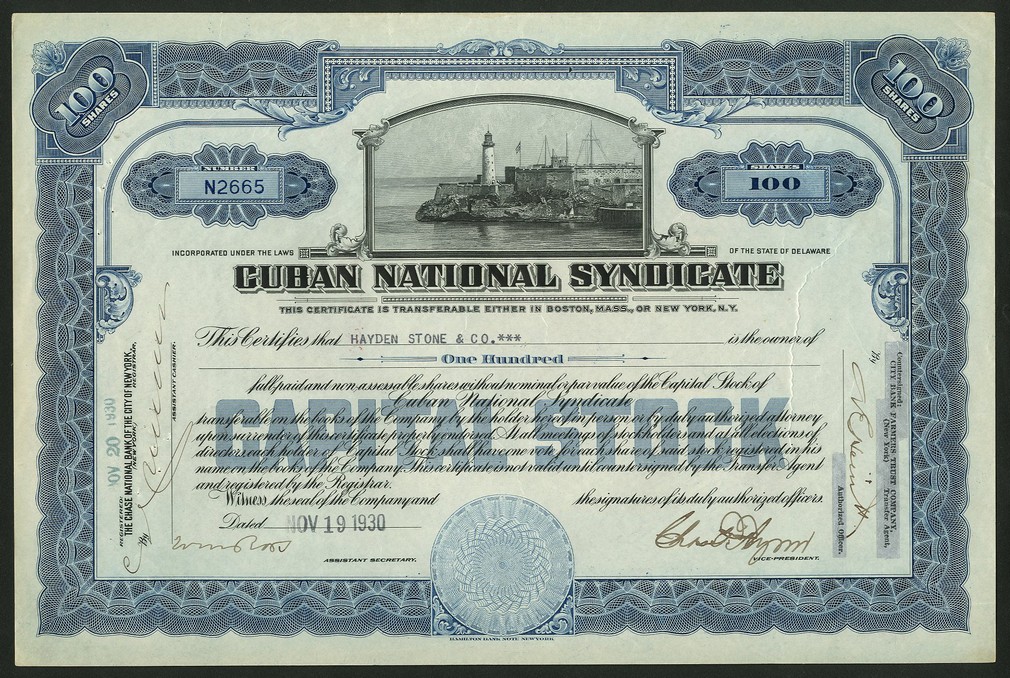 100
SHARES
100
SHARES
NUMBER
N2665
SHARES
100
INCORPORATED UNDER THE LAWS
OF THE STATE OF DELAWARE
CUBAN NATIONAL SYNDICATE
THIS CERTIFICATE IS TRANSFERABLE EITHER IN BOSTON, MASS., OR NEW YORK, N.Y.
This Certifies that HAYDEN STONE & CO.*** is the owner of
One Hundred
full paid and non-assessable shares without nominal or par value of the Capital Stock of
Cuban National Syndicate
CAPITAL STOCK
transferable on the books of the Company by the holder hereof in person or by duly authorized attorney
upon surrender of this certificate properly endorsed. At all meetings of stockholders and at all elections of
directors each holder of Capital Stock shall have one vote for each share of said stock registered in his
name on the books of the Company. This certificate is not valid until countersigned by the Transfer Agent
and registered by the Registrar.
Witness the seal of the Company and the signatures of its duly authorized officers.
Dated NOV 19 1930
ASSISTANT SECRETARY.
VICE-PRESIDENT.
HAMILTON BANK NOTE NEW YORK
REGISTERED:
THE CHASE NATIONAL BANK OF THE CITY OF NEW YORK,
(NEW YORK) REGISTRAR,
By
ASSISTANT CASHIER.
NOV 20 1930
Countersigned:
CITY BANK FARMERS TRUST COMPANY,
(New York) Transfer Agent,
By
Authorized Officer.